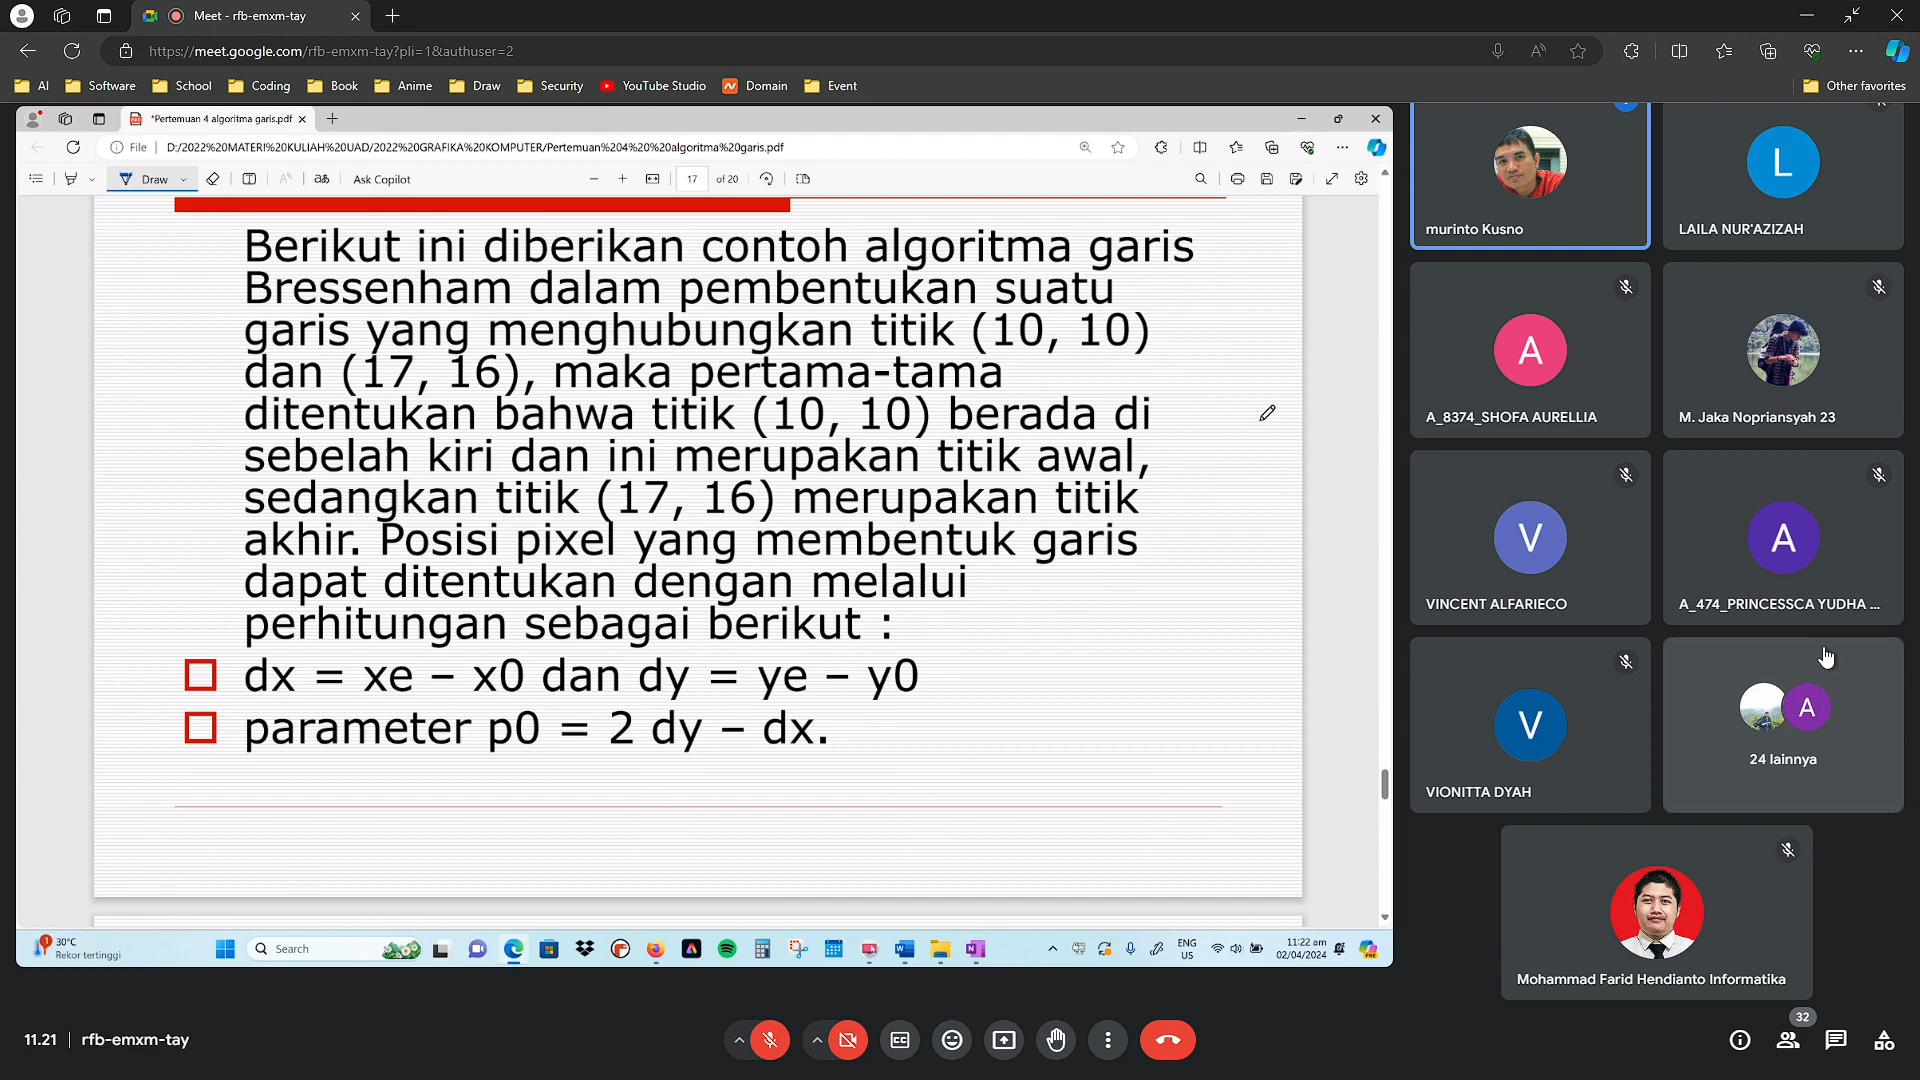 Meet - rfb-emxm-tay
https://meet.google.com/rfb-emxm-tay?pli=1&authuser=2
AI
Software
School
Coding
Book
Anime
Draw
Security
YouTube Studio
Domain
Event
Other favorites
*Pertemuan 4 algoritma garis.pdf
File
D:/2022%20MATERI%20KULIAH%20UAD/2022%20GRAFIKA%20KOMPUTER/Pertemuan%204%20%20algoritma%20garis.pdf
Draw
Ask Copilot
17 of 20
Berikut ini diberikan contoh algoritma garis
Bressenham dalam pembentukan suatu
garis yang menghubungkan titik (10, 10)
dan (17, 16), maka pertama-tama
ditentukan bahwa titik (10, 10) berada di
sebelah kiri dan ini merupakan titik awal,
sedangkan titik (17, 16) merupakan titik
akhir. Posisi pixel yang membentuk garis
dapat ditentukan dengan melalui
perhitungan sebagai berikut :
dx = xe – x0 dan dy = ye – y0
parameter p0 = 2 dy – dx.
1
30°C
Rekor tertinggi
Search
ENG
US
11:22 am
02/04/2024
murinto Kusno
L
LAILA NUR'AZIZAH
A
A_8374_SHOFA AURELLIA
M. Jaka Nopriansyah 23
V
VINCENT ALFARIECO
A
A_474_PRINCESSCA YUDHA ...
V
VIONITTA DYAH
A
24 lainnya
Mohammad Farid Hendianto Informatika
11.21
rfb-emxm-tay
32